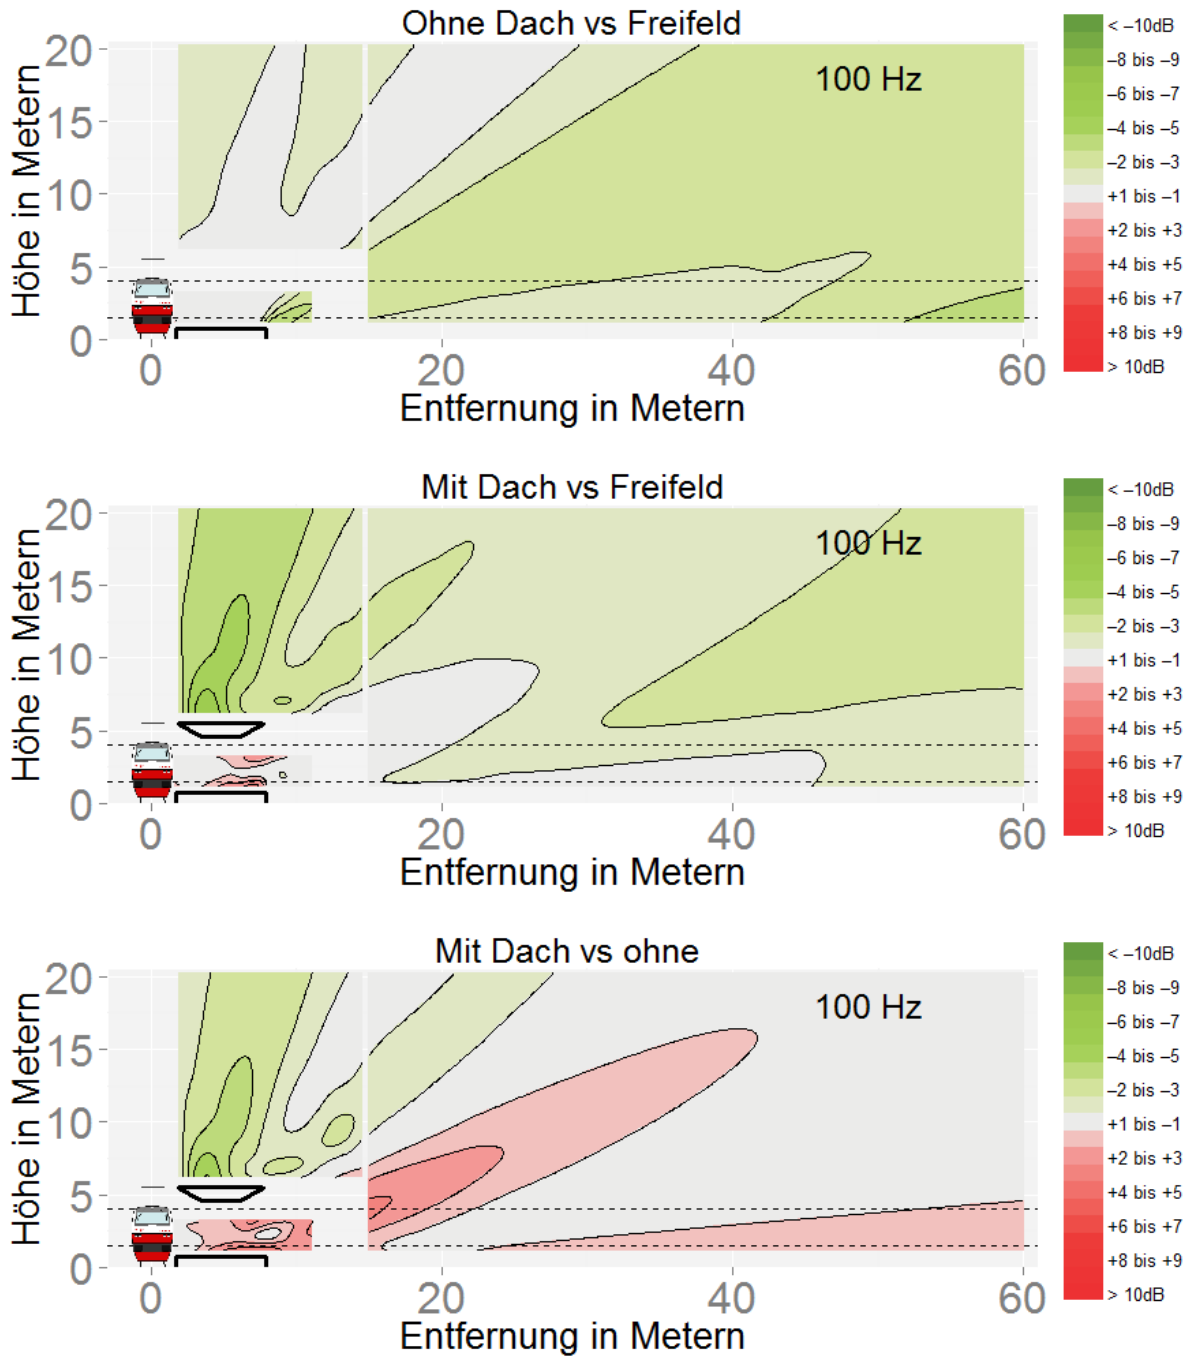 Ohne Dach vs Freifeld
100 Hz
Höhe in Metern
20
15
10
5
0
0 20 40 60
Entfernung in Metern
< –10dB
–8 bis –9
–6 bis –7
–4 bis –5
–2 bis –3
+1 bis –1
+2 bis +3
+4 bis +5
+6 bis +7
+8 bis +9
> 10dB
Mit Dach vs Freifeld
100 Hz
Höhe in Metern
20
15
10
5
0
0 20 40 60
Entfernung in Metern
< –10dB
–8 bis –9
–6 bis –7
–4 bis –5
–2 bis –3
+1 bis –1
+2 bis +3
+4 bis +5
+6 bis +7
+8 bis +9
> 10dB
Mit Dach vs ohne
100 Hz
Höhe in Metern
20
15
10
5
0
0 20 40 60
Entfernung in Metern
< –10dB
–8 bis –9
–6 bis –7
–4 bis –5
–2 bis –3
+1 bis –1
+2 bis +3
+4 bis +5
+6 bis +7
+8 bis +9
> 10dB